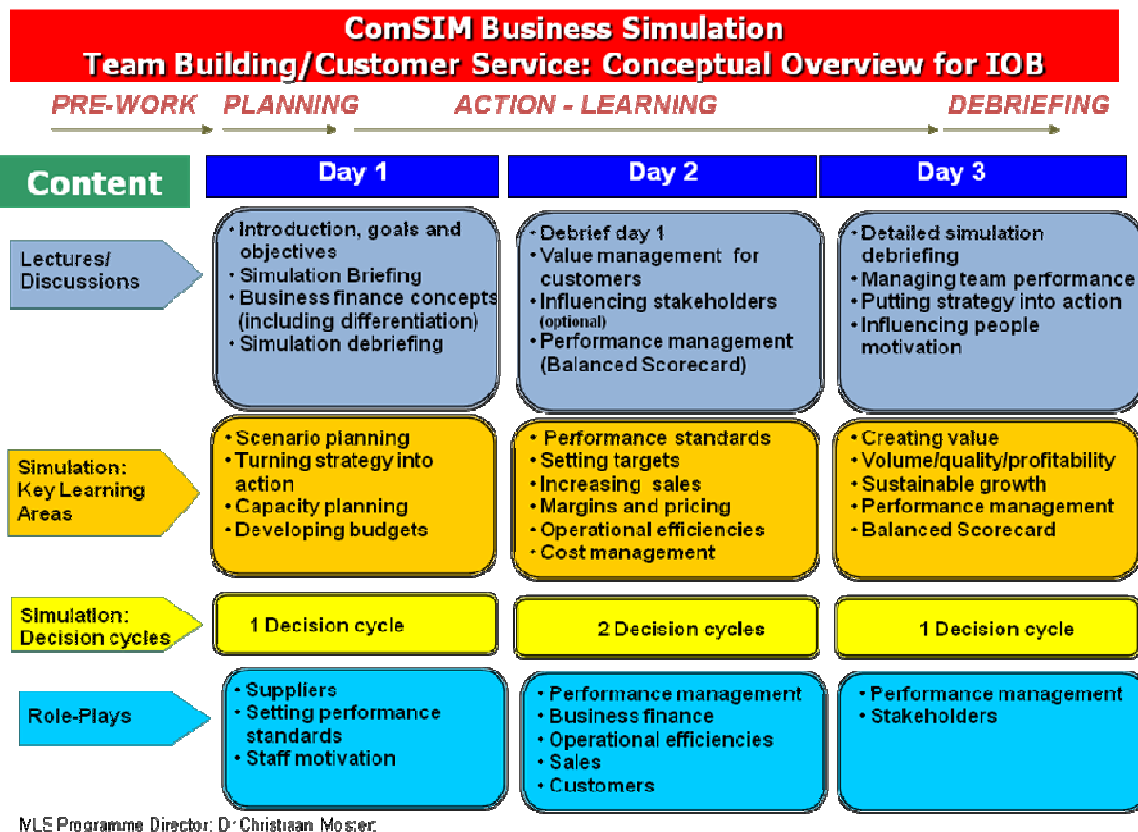 ComSIM Business Simulation
Team Building/Customer Service: Conceptual Overview for IOB
PRE-WORK PLANNING ACTION - LEARNING DEBRIEFING
Content
Day 1
Day 2
Day 3
Lectures/
Discussions
• Introduction, goals and
objectives
• Simulation Briefing
• Business finance concepts
(including differentiation)
• Simulation debriefing
• Debrief day 1
• Value management for
customers
• Influencing stakeholders
(optional)
• Performance management
(Balanced Scorecard)
• Detailed simulation
debriefing
• Managing team performance
• Putting strategy into action
• Influencing people
motivation
Simulation:
Key Learning
Areas
• Scenario planning
• Turning strategy into
action
• Capacity planning
• Developing budgets
• Performance standards
• Setting targets
• Increasing sales
• Margins and pricing
• Operational efficiencies
• Cost management
• Creating value
• Volume/quality/profitability
• Sustainable growth
• Performance management
• Balanced Scorecard
Simulation:
Decision cycles
1 Decision cycle
2 Decision cycles
1 Decision cycle
Role-Plays
• Suppliers
• Setting performance
standards
• Staff motivation
• Performance management
• Business finance
• Operational efficiencies
• Sales
• Customers
• Performance management
• Stakeholders
Programme Director: Dr Christiaan